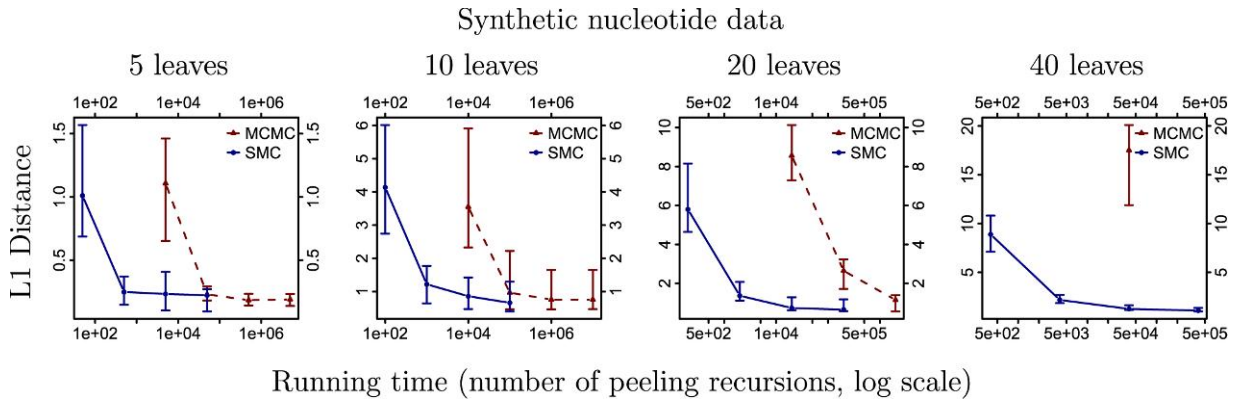 Synthetic nucleotide data
5 leaves 10 leaves 20 leaves 40 leaves
1e+02 1e+04 1e+06 1e+02 1e+04 1e+06 5e+02 1e+04 5e+05 5e+02 5e+03 5e+04 5e+05
MCMC
SMC
0.5 1.0 1.5
0.5 1.0 1.5
MCMC
SMC
1 2 3 4 5 6
1 2 3 4 5 6
MCMC
SMC
2 4 6 8 10
2 4 6 8 10
MCMC
SMC
5 10 15 20
5 10 15 20
L1 Distance
1e+02 1e+04 1e+06 1e+02 1e+04 1e+06 5e+02 1e+04 5e+05 5e+02 5e+03 5e+04 5e+05
Running time (number of peeling recursions, log scale)